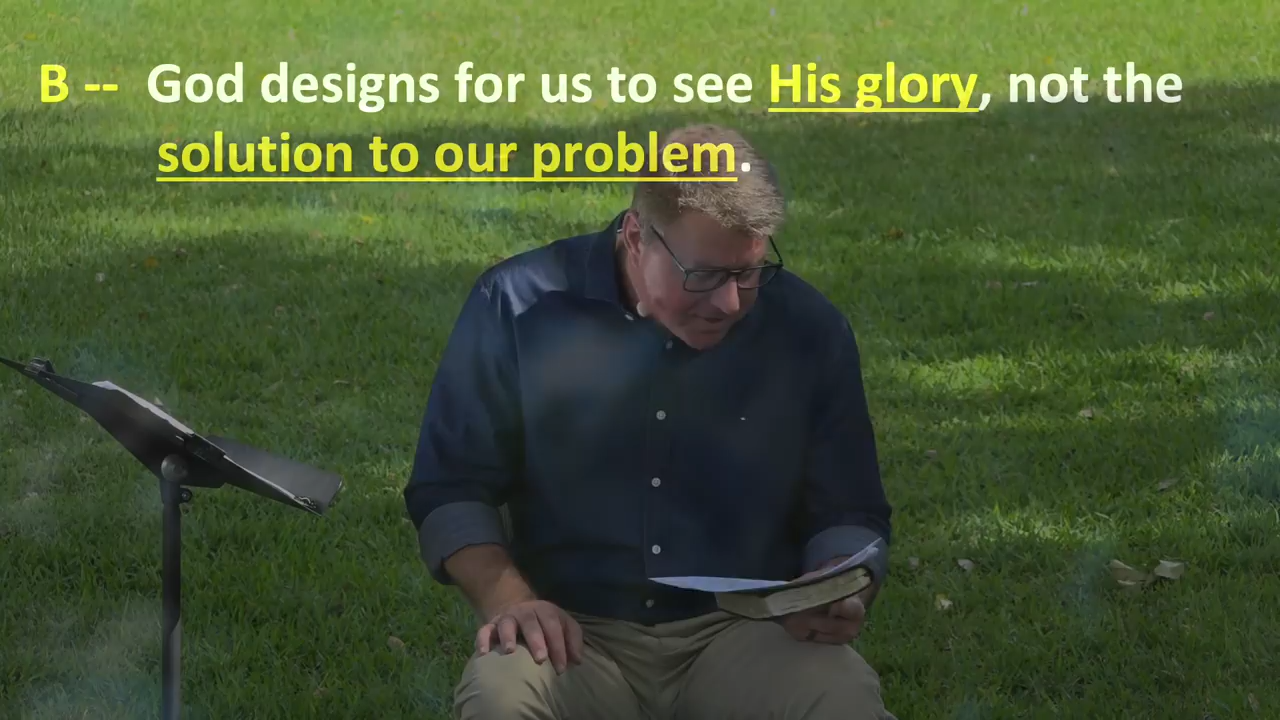 B -- God designs for us to see His glory, not the
solution to our problem.